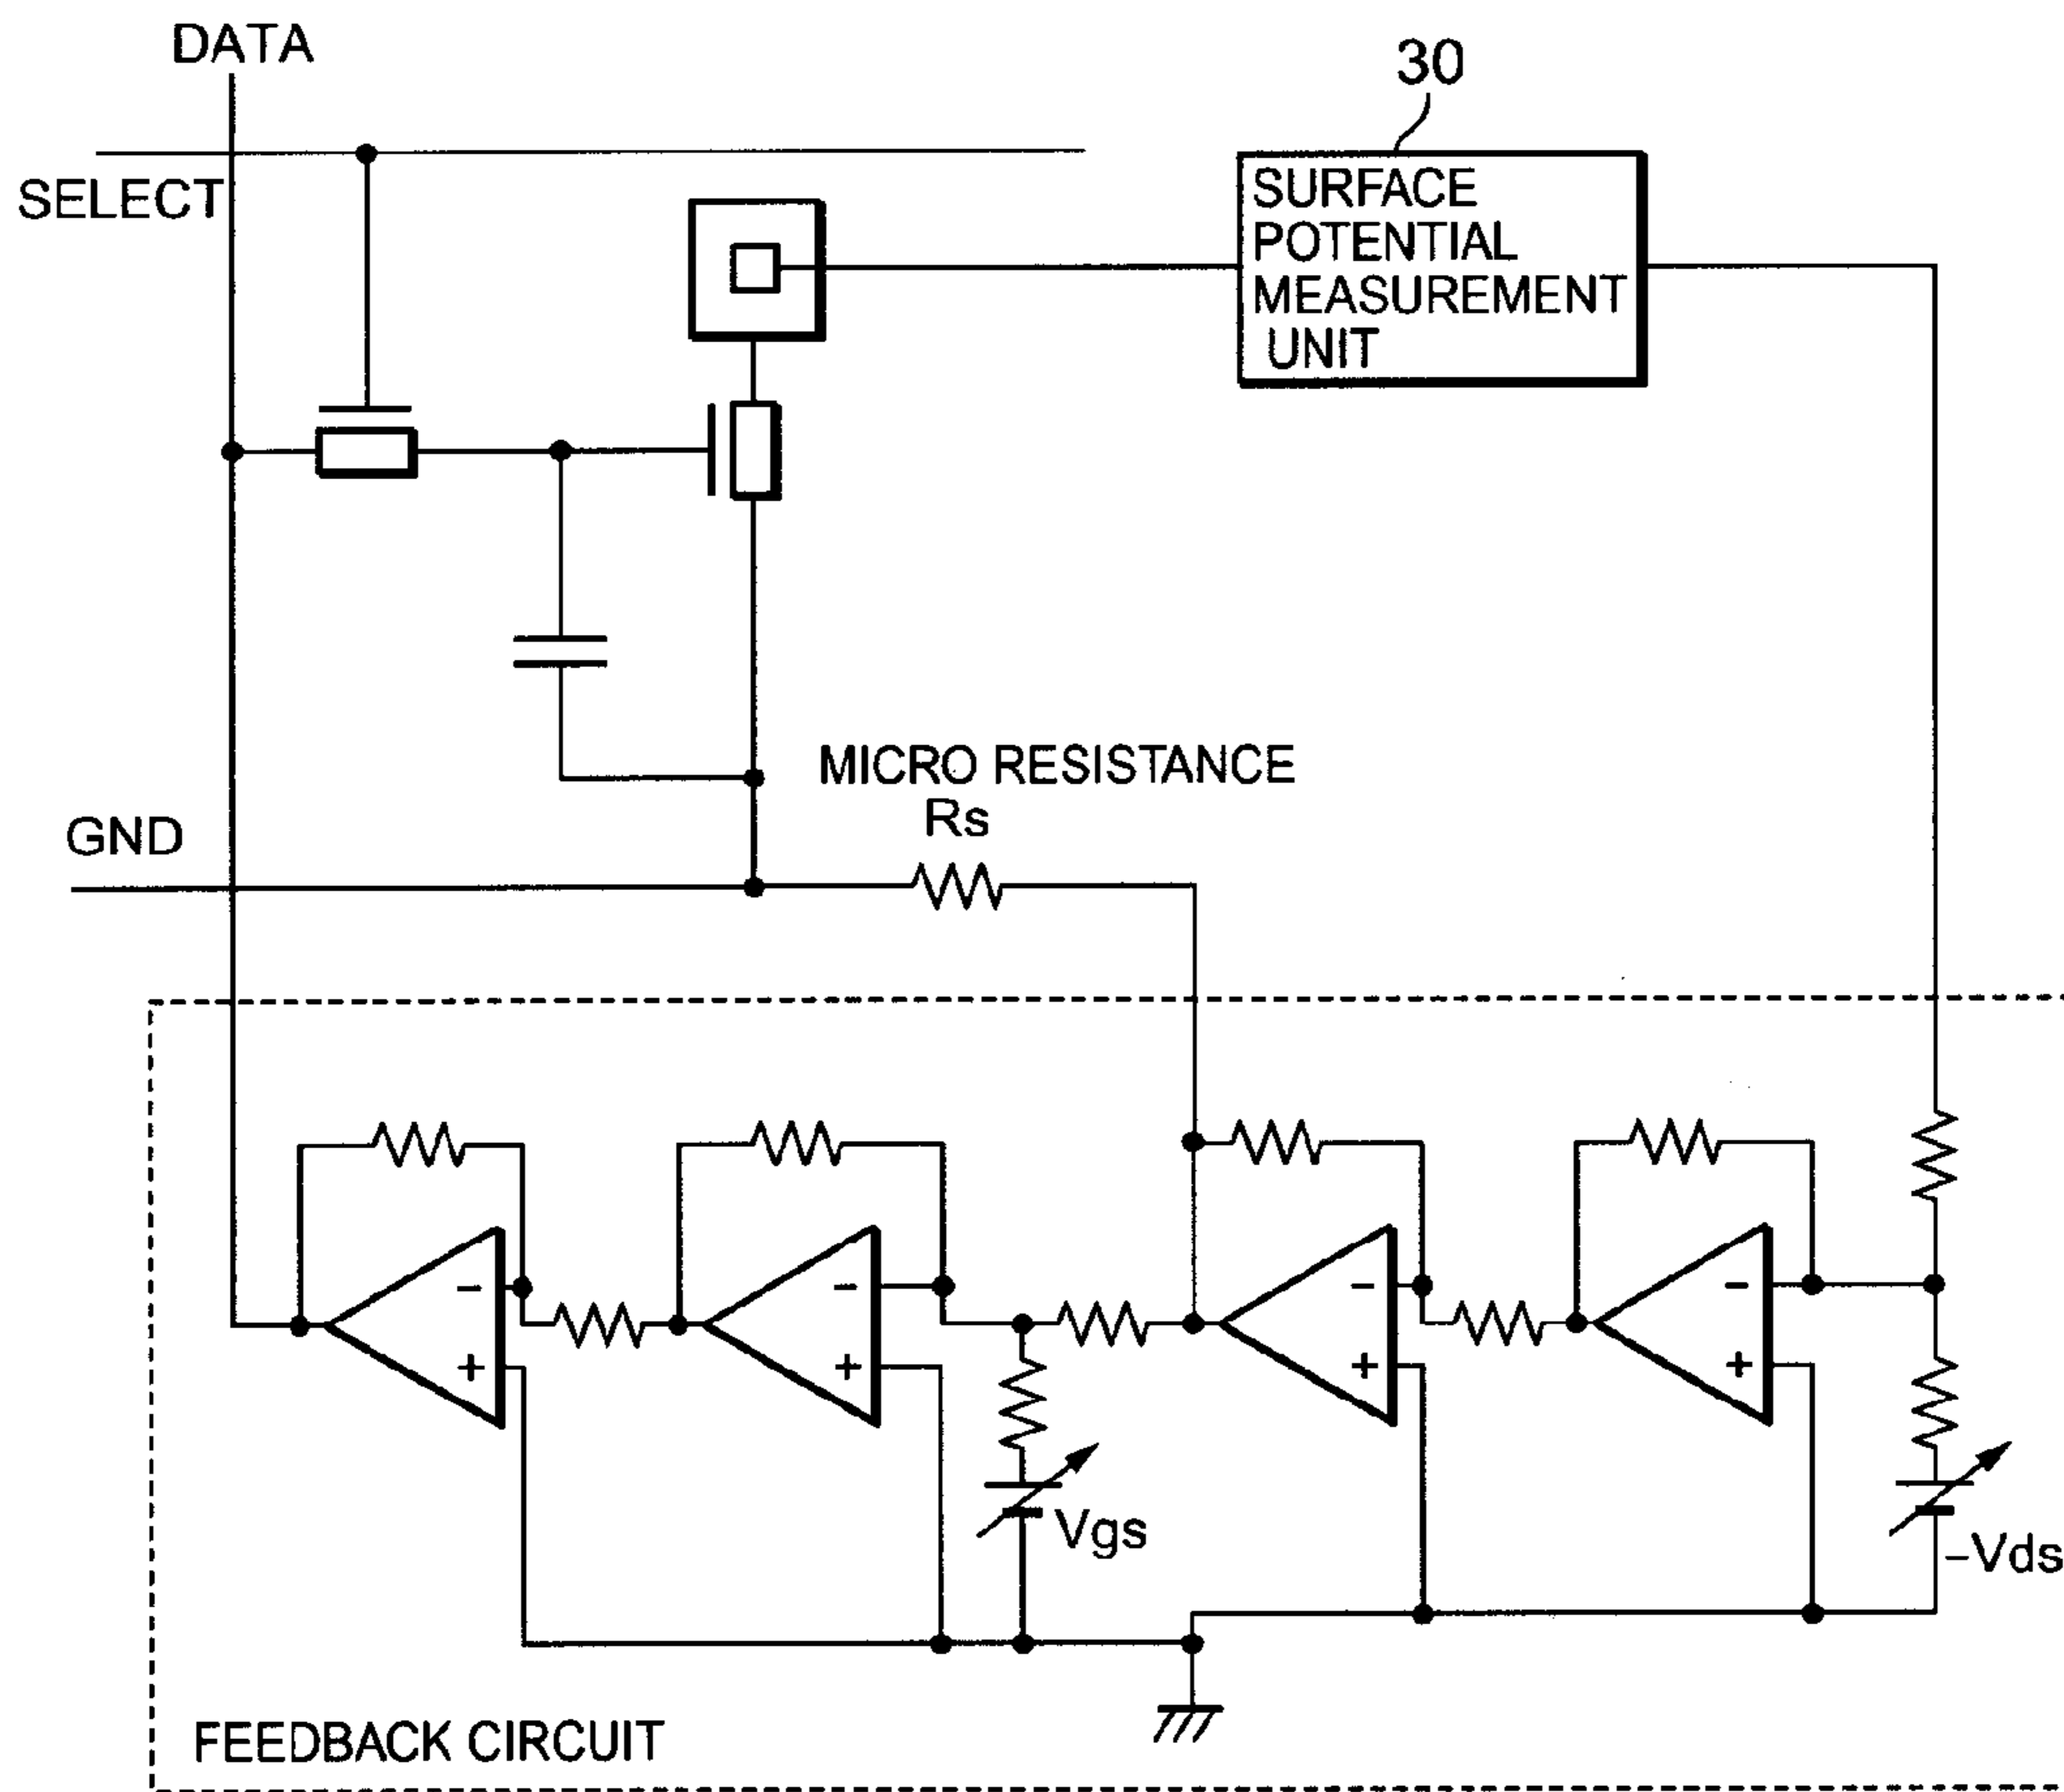 DATA
30
SELECT
SURFACE
POTENTIAL
MEASUREMENT
UNIT
MICRO RESISTANCE
Rs
GND
−
+
−
+
−
+
−
+
Vgs
−Vds
FEEDBACK CIRCUIT